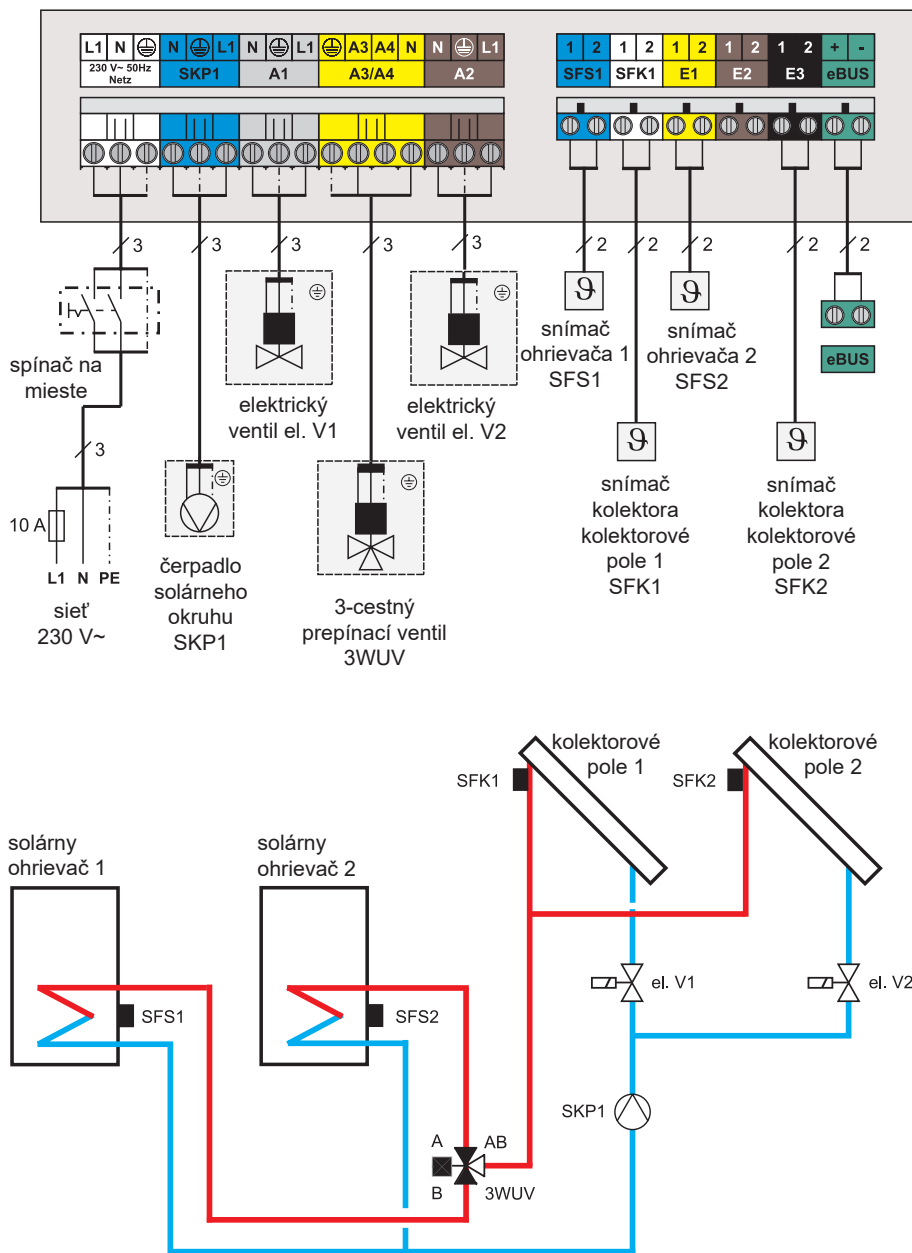 L1 N N L1 N L1 A3 A4 N N L1
230 V~ 50Hz
Netz
SKP1 A1 A3/A4 A2
1 2 1 2 1 2 1 2 1 2 + -
SFS1 SFK1 E1 E2 E3 eBUS
3 3 3 3 3 2 2 2 2 2
spínač na
mieste
3
10 A
L1 N PE
sieť
230 V~
čerpadlo
solárneho
okruhu
SKP1
elektrický
ventil el. V1
3-cestný
prepínací ventil
3WUV
elektrický
ventil el. V2
ϑ
snímač
ohrievača 1
SFS1
ϑ
snímač
kolektora
kolektorové
pole 1
SFK1
ϑ
snímač
ohrievača 2
SFS2
ϑ
snímač
kolektora
kolektorové
pole 2
SFK2
eBUS
kolektorové
pole 1
kolektorové
pole 2
SFK1
SFK2
solárny
ohrievač 1
solárny
ohrievač 2
SFS1
SFS2
el. V1
el. V2
SKP1
A AB
B 3WUV